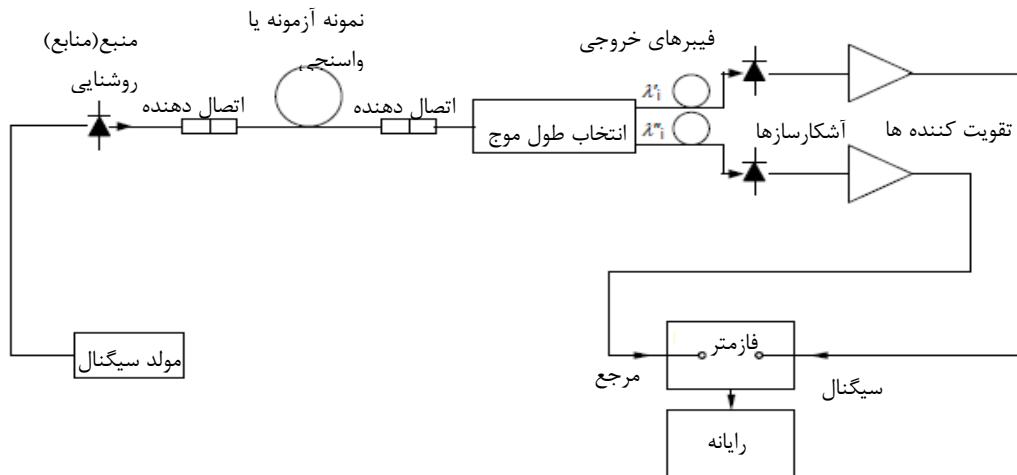 نمونه آزمونه یا
واسنجی
منبع(منابع)
روشنایی
اتصال دهنده
اتصال دهنده
انتخاب طول موج
فیبرهای خروجی
λ'i
λ"i
آشکارسازها
تقویت کننده ها
مولد سیگنال
فازمتر
مرجع
سیگنال
رایانه